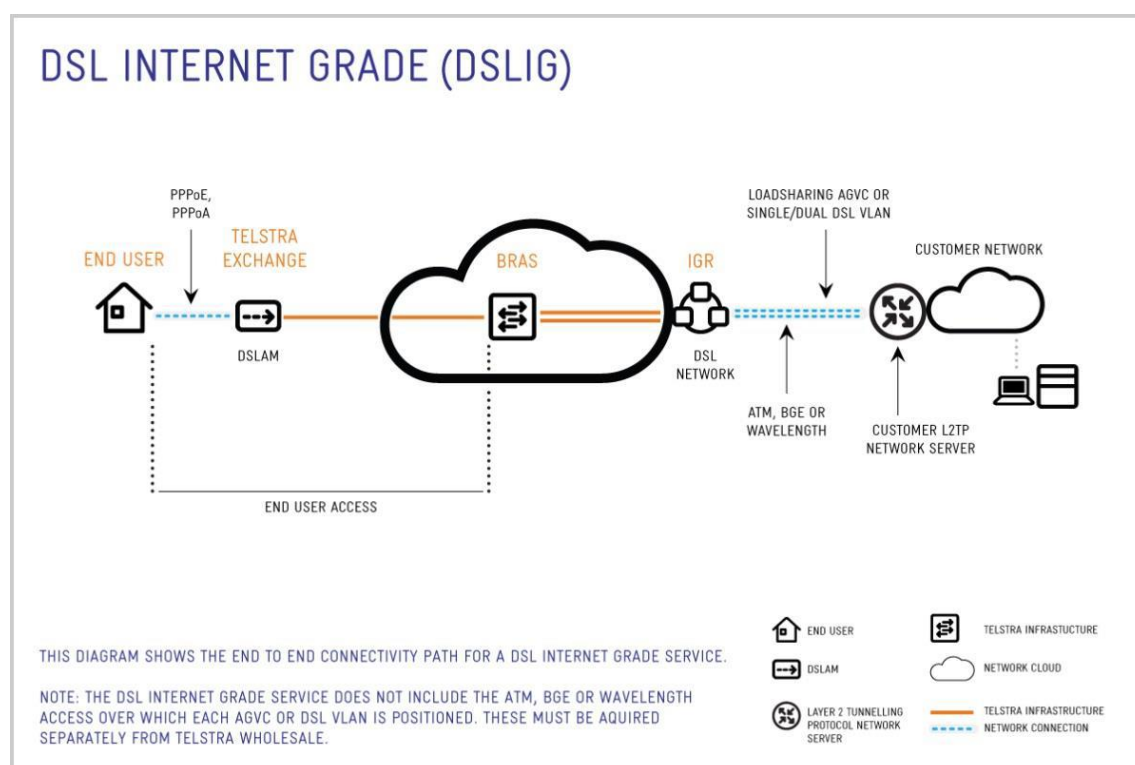 DSL INTERNET GRADE (DSLIG)
PPPoE,
PPPoA
LOADSHARING AGVC OR
SINGLE/DUAL DSL VLAN
TELSTRA
EXCHANGE
END USER
BRAS
IGR
CUSTOMER NETWORK
DSLAM
DSL
NETWORK
ATM, BGE OR
WAVELENGTH
CUSTOMER L2TP
NETWORK SERVER
END USER ACCESS
THIS DIAGRAM SHOWS THE END TO END CONNECTIVITY PATH FOR A DSL INTERNET GRADE SERVICE.
NOTE: THE DSL INTERNET GRADE SERVICE DOES NOT INCLUDE THE ATM, BGE OR WAVELENGTH
ACCESS OVER WHICH EACH AGVC OR DSL VLAN IS POSITIONED. THESE MUST BE AQUIRED
SEPARATELY FROM TELSTRA WHOLESALE.
END USER
DSLAM
LAYER 2 TUNNELLING
PROTOCOL NETWORK
SERVER
TELSTRA INFRASTUCTURE
NETWORK CLOUD
TELSTRA INFRASTRUCTURE
NETWORK CONNECTION